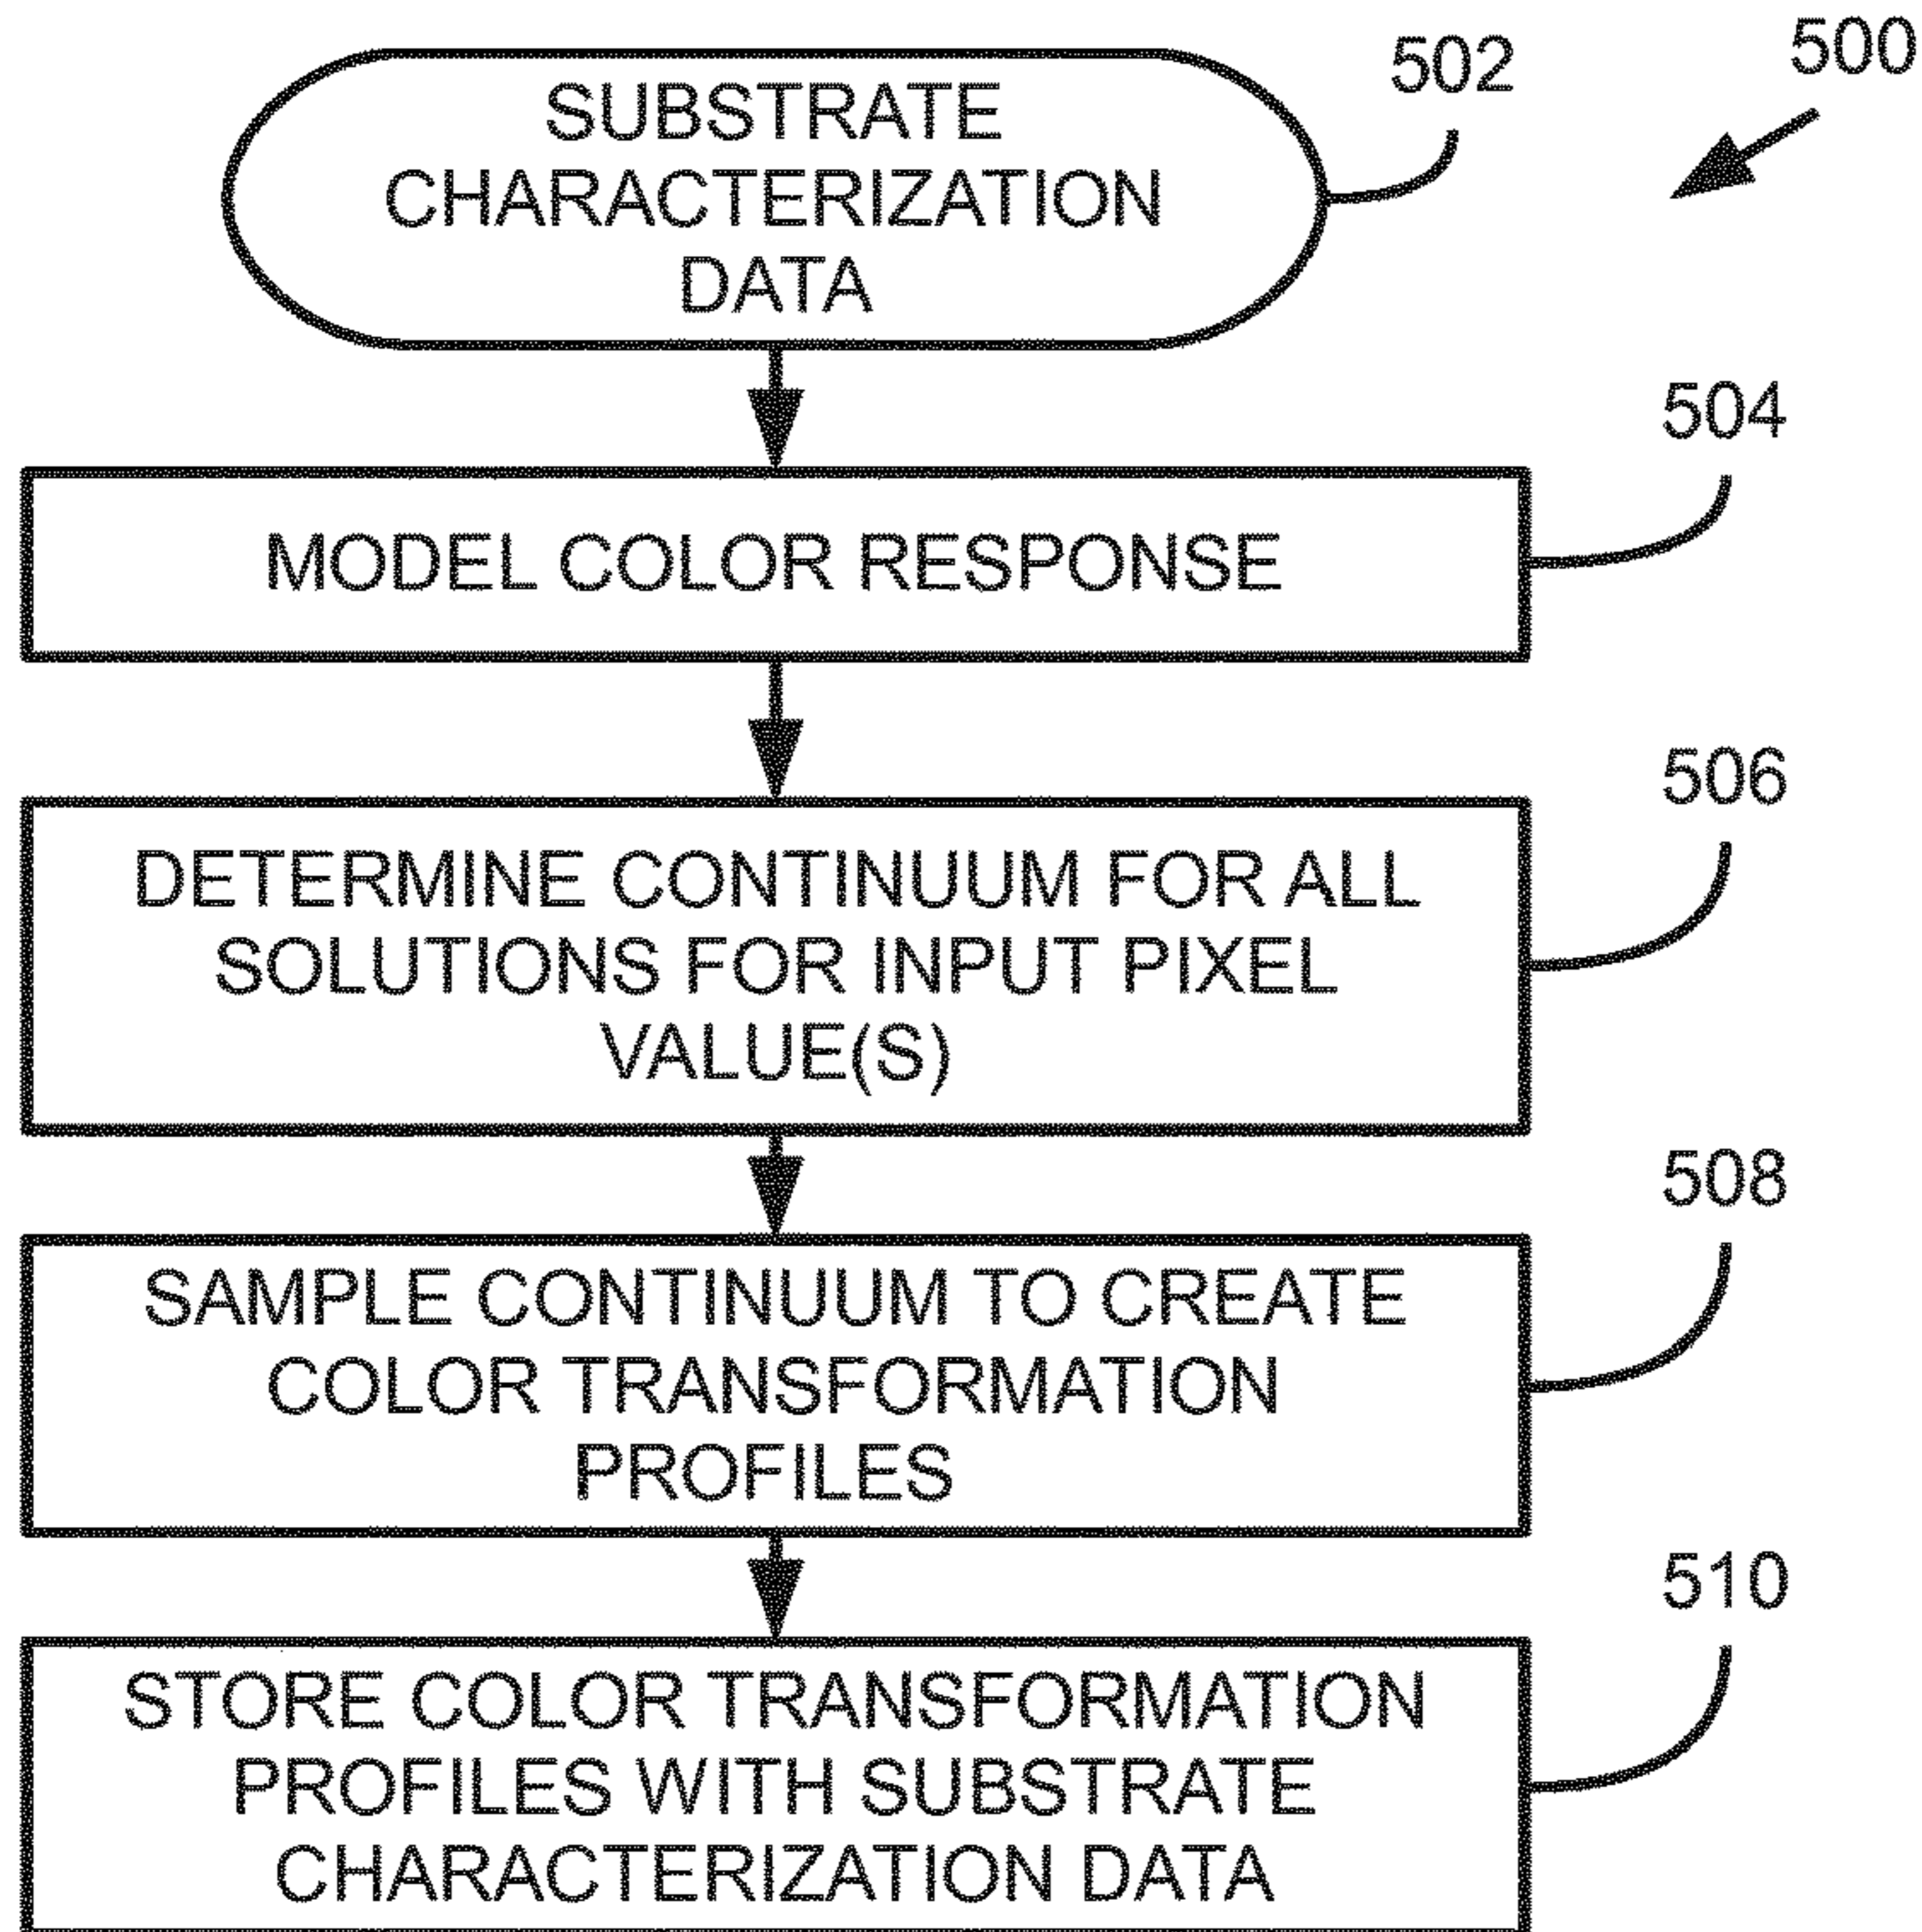 500
502
SUBSTRATE
CHARACTERIZATION
DATA
504
MODEL COLOR RESPONSE
506
DETERMINE CONTINUUM FOR ALL
SOLUTIONS FOR INPUT PIXEL
VALUE(S)
508
SAMPLE CONTINUUM TO CREATE
COLOR TRANSFORMATION
PROFILES
510
STORE COLOR TRANSFORMATION
PROFILES WITH SUBSTRATE
CHARACTERIZATION DATA